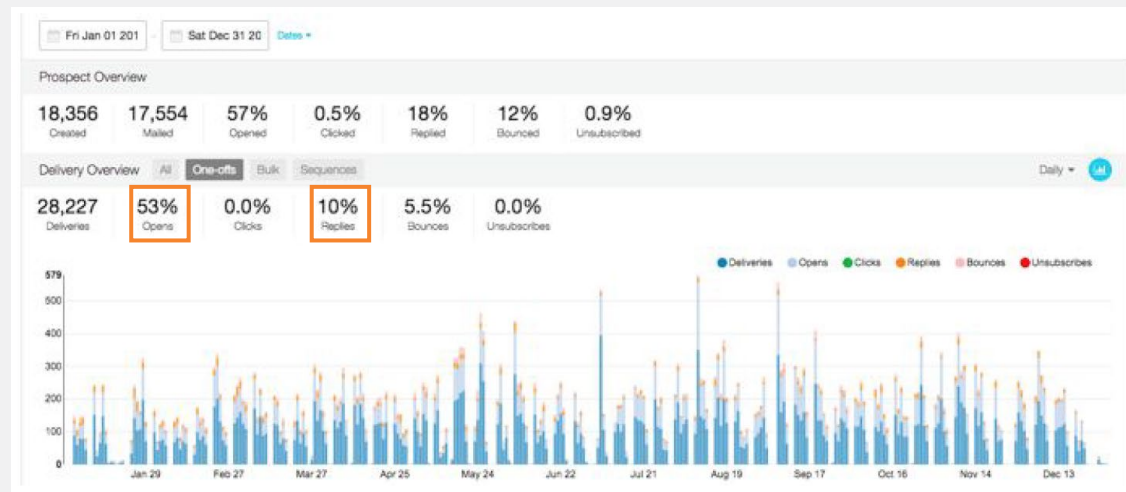 Fri Jan 01 201 - Sat Dec 31 20 Dates
Prospect Overview
18,356 17,554 57% 0.5% 18% 12% 0.9%
Created Mailed Opened Clicked Replied Bounced Unsubscribed
Delivery Overview All One-offs Bulk Sequences Daily
28,227 53% 0.0% 10% 5.5% 0.0%
Deliveries Opens Clicks Replies Bounces Unsubscribes
Deliveries Opens Clicks Replies Bounces Unsubscribes
579
500
400
300
200
100
0
Jan 29 Feb 27 Mar 27 Apr 25 May 24 Jun 22 Jul 21 Aug 19 Sep 17 Oct 16 Nov 14 Dec 13